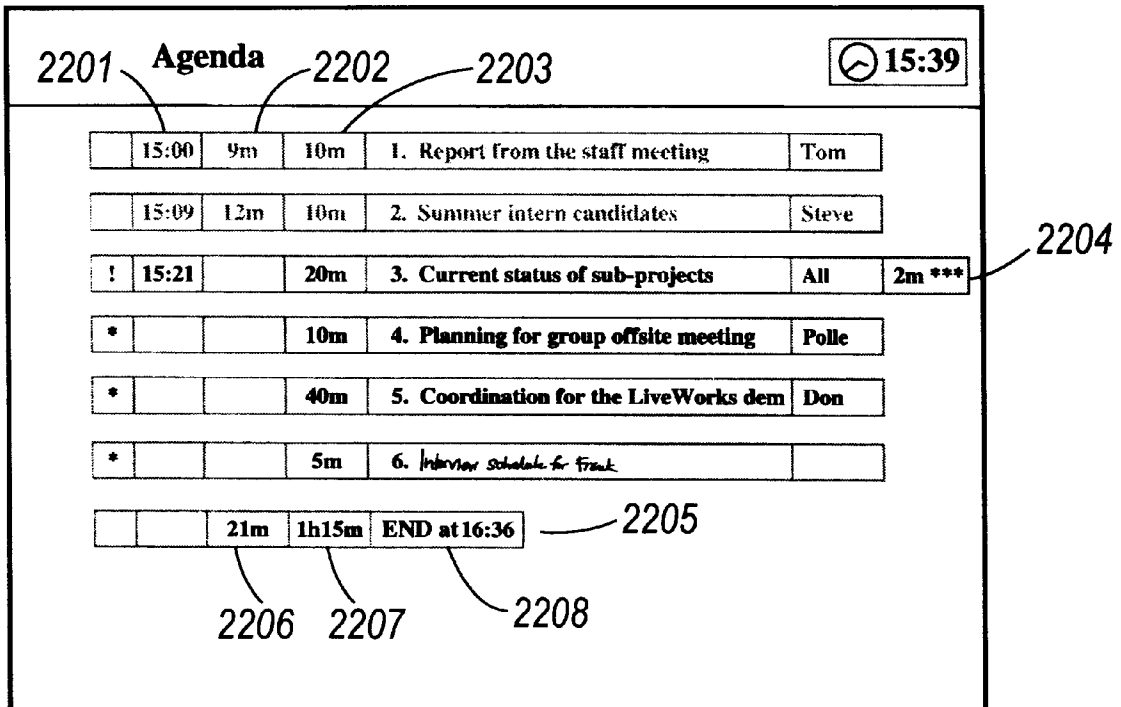 2201 Agenda 2202 2203 15:39
15:00 9m 10m 1. Report from the staff meeting Tom
15:09 12m 10m 2. Summer intern candidates Steve
2204
! 15:21 20m 3. Current status of sub-projects All 2m ***
* 10m 4. Planning for group offsite meeting Polle
* 40m 5. Coordination for the LiveWorks dem Don
* 5m 6. Interview schedule for Frank
21m 1h15m END at 16:36 2205
2206 2207 2208